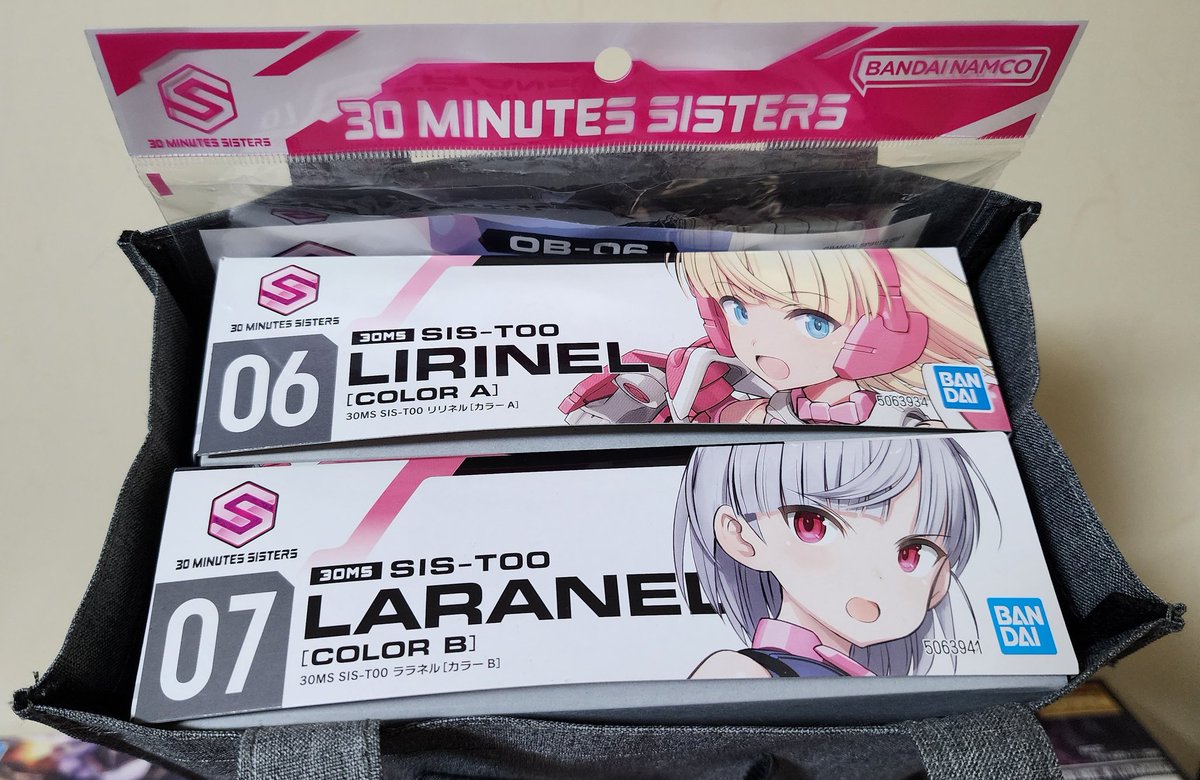 30 MINUTES SISTERS
30 MINUTES SISTERS
BANDAI NAMCO
OB-06
30 MINUTES SISTERS
06
30MS SIS-T00
LIRINEL
[COLOR A]
30MS SIS-T00 リリネル[カラー A]
5063934
BAN
DAI
30 MINUTES SISTERS
07
30MS SIS-T00
LARANEL
[COLOR B]
30MS SIS-T00 ララネル[カラー B]
5063941
BAN
DAI